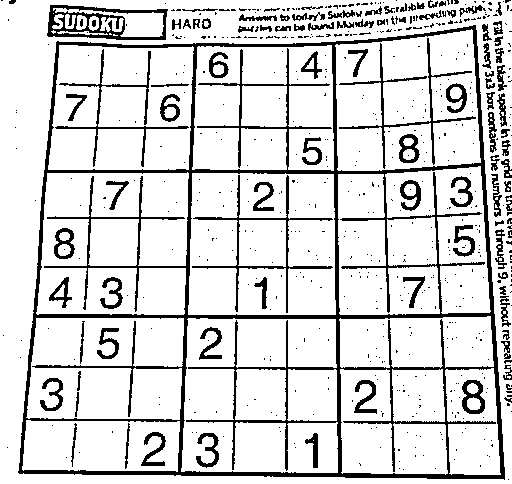 SUDOKU
HARD
Answers to today's Sudoku and Scrabble Grams
puzzles can be found Monday on the preceding page.
6 4 7
7 6 9
5 8
7 2 9 3
8 5
4 3 1 7
5 2
3 2 8
2 3 1
Fill in the blank spaces in the grid so that every
and every 3x3 box contains the numbers 1 through 9, without repeating any.